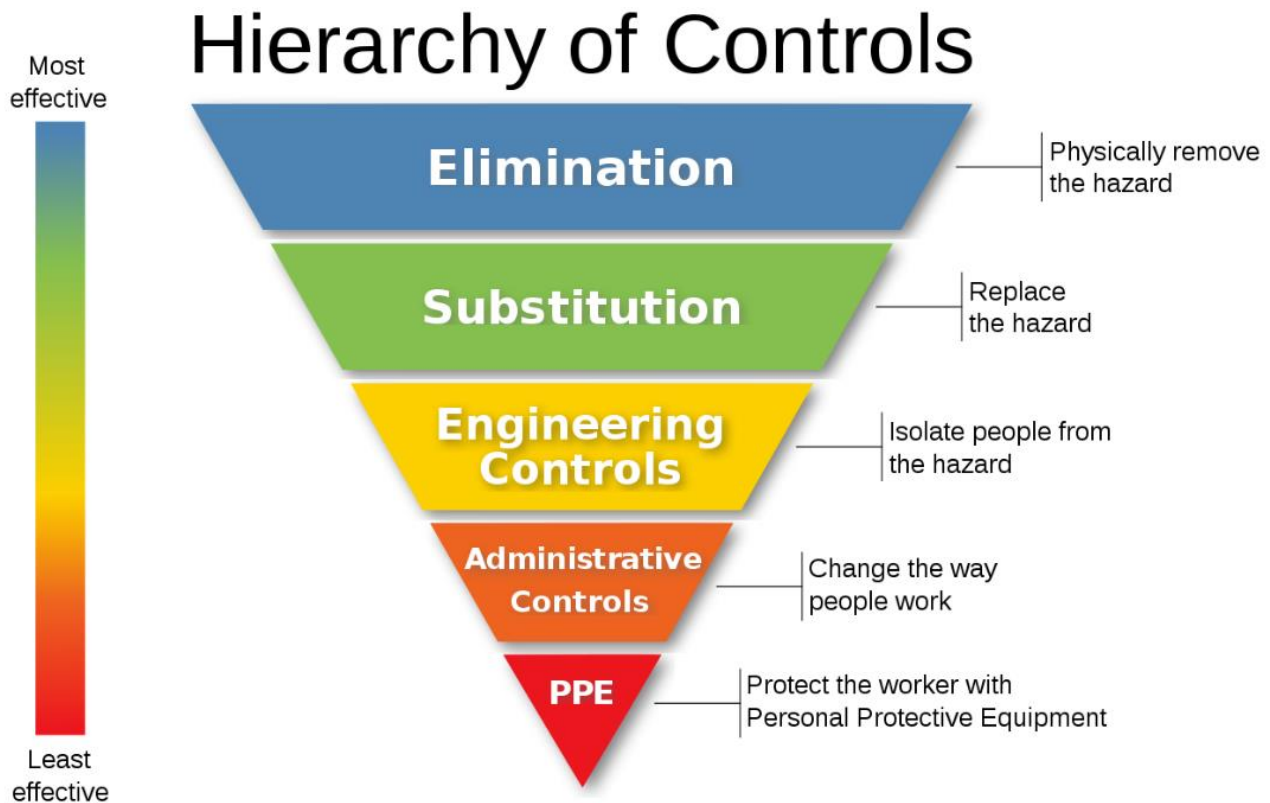 Hierarchy of Controls
Most
effective
Elimination
Physically remove
the hazard
Substitution
Replace
the hazard
Engineering
Controls
Isolate people from
the hazard
Administrative
Controls
Change the way
people work
PPE
Protect the worker with
Personal Protective Equipment
Least
effective